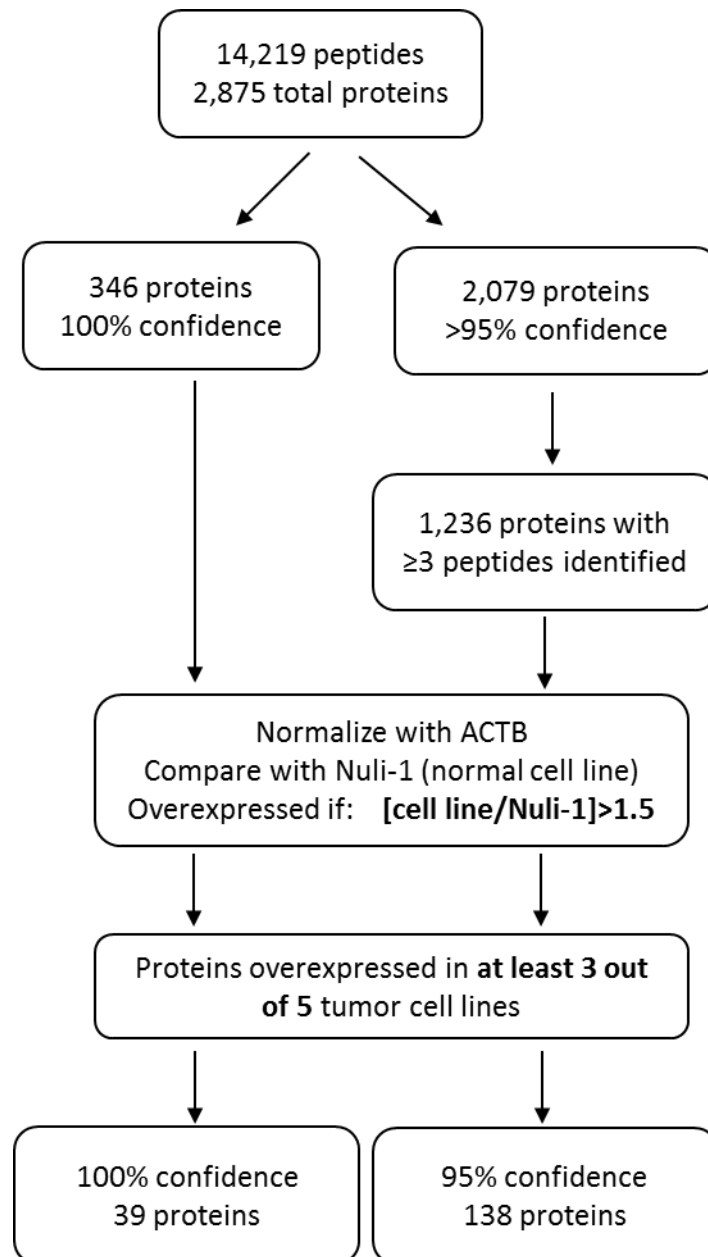 14,219 peptides
2,875 total proteins
346 proteins
100% confidence
2,079 proteins
>95% confidence
1,236 proteins with
≥3 peptides identified
Normalize with ACTB
Compare with Nuli-1 (normal cell line)
Overexpressed if: [cell line/Nuli-1]>1.5
Proteins overexpressed in at least 3 out
of 5 tumor cell lines
100% confidence
39 proteins
95% confidence
138 proteins